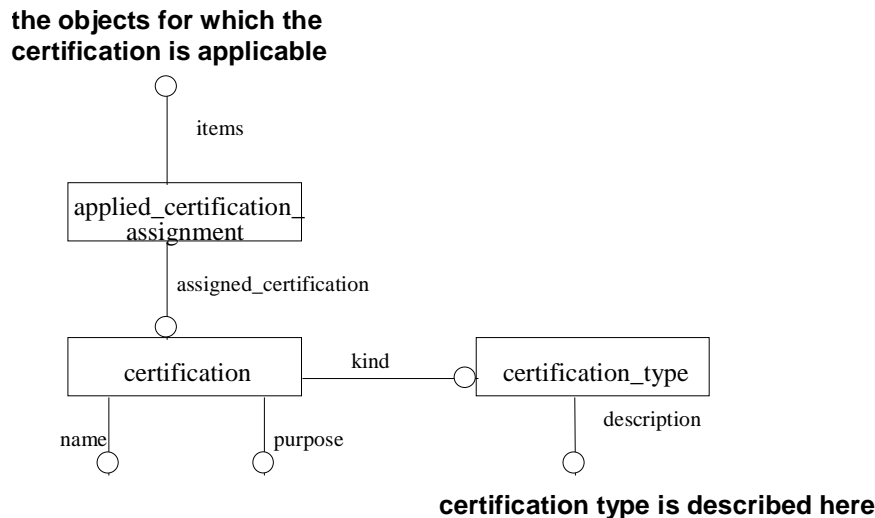 the objects for which the
certification is applicable
items
applied_certification_
assignment
assigned_certification
certification
kind
certification_type
name
purpose
description
certification type is described here